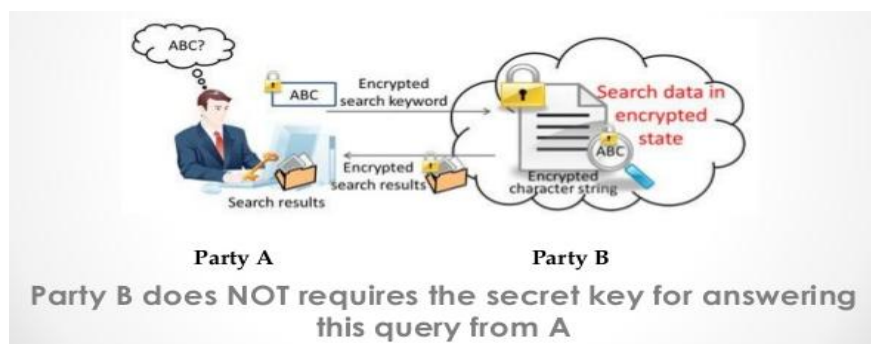 ABC?
ABC
Encrypted
search keyword
Search data in
encrypted
state
ABC
Encrypted
search results
Encrypted
character string
Search results
Party A
Party B
Party B does NOT requires the secret key for answering
this query from A